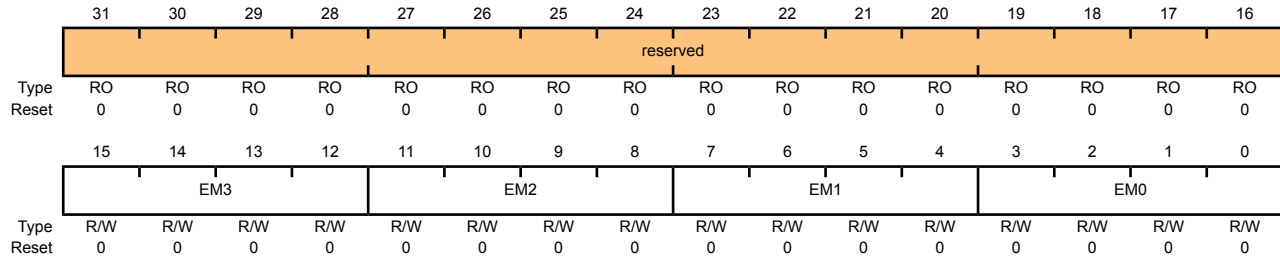 31 30 29 28 27 26 25 24 23 22 21 20 19 18 17 16
reserved
Type RO RO RO RO RO RO RO RO RO RO RO RO RO RO RO RO
Reset 0 0 0 0 0 0 0 0 0 0 0 0 0 0 0 0
15 14 13 12 11 10 9 8 7 6 5 4 3 2 1 0
EM3 EM2 EM1 EM0
Type R/W R/W R/W R/W R/W R/W R/W R/W R/W R/W R/W R/W R/W R/W R/W R/W
Reset 0 0 0 0 0 0 0 0 0 0 0 0 0 0 0 0